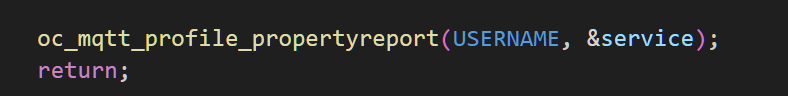 oc_mqtt_profile_propertyreport(USERNAME, &service);
return;